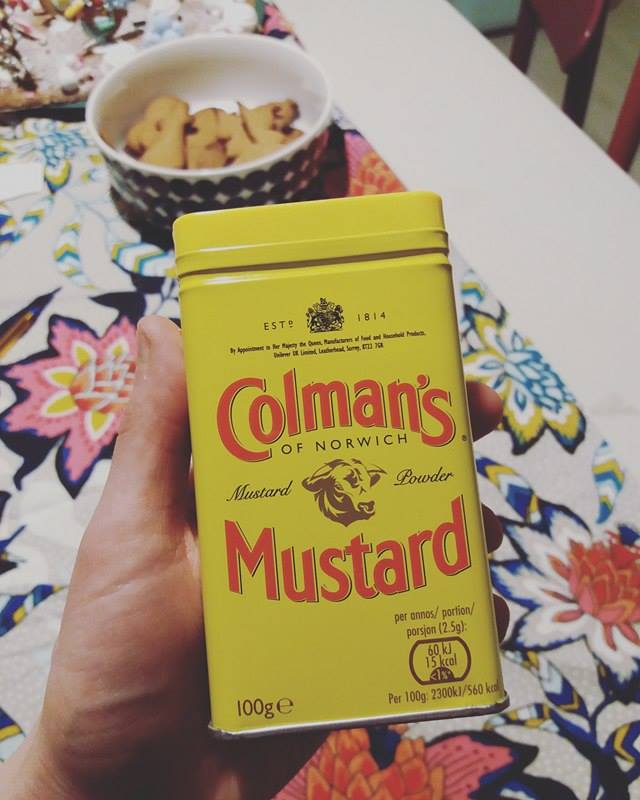 ESTD 1814
By Appointment to Her Majesty the Queen, Manufacturers of Food and Household Products,
Unilever UK Limited, Leatherhead, Surrey, KT22 7GR
Colman's®
OF NORWICH
Mustard Powder
Mustard
per annos/ portion/
porsjon (2.5g):
60 kJ
15 kcal
<1%*
Per 100g: 2300kJ/560 kcal
100g℮